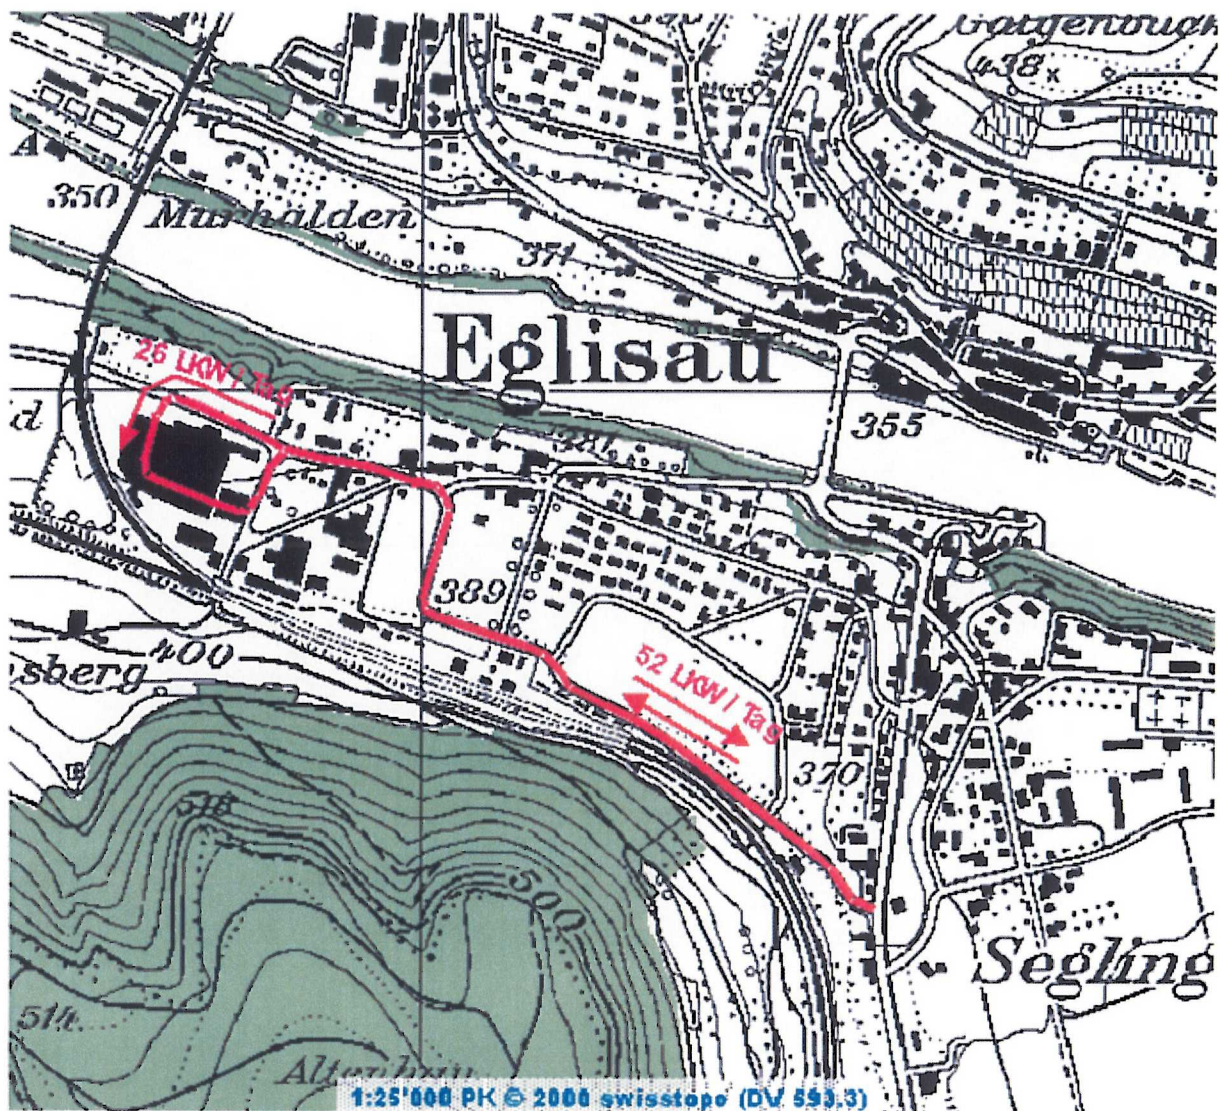 438
A
350
Murhalden
371
Eglisau
26 LKW / Tag
381
355
d
389
400
sberg
52 LKW / Tag
370
518
500
Segling
514
1:25'000 PK © 2000 swisstopo (DV 593.3)